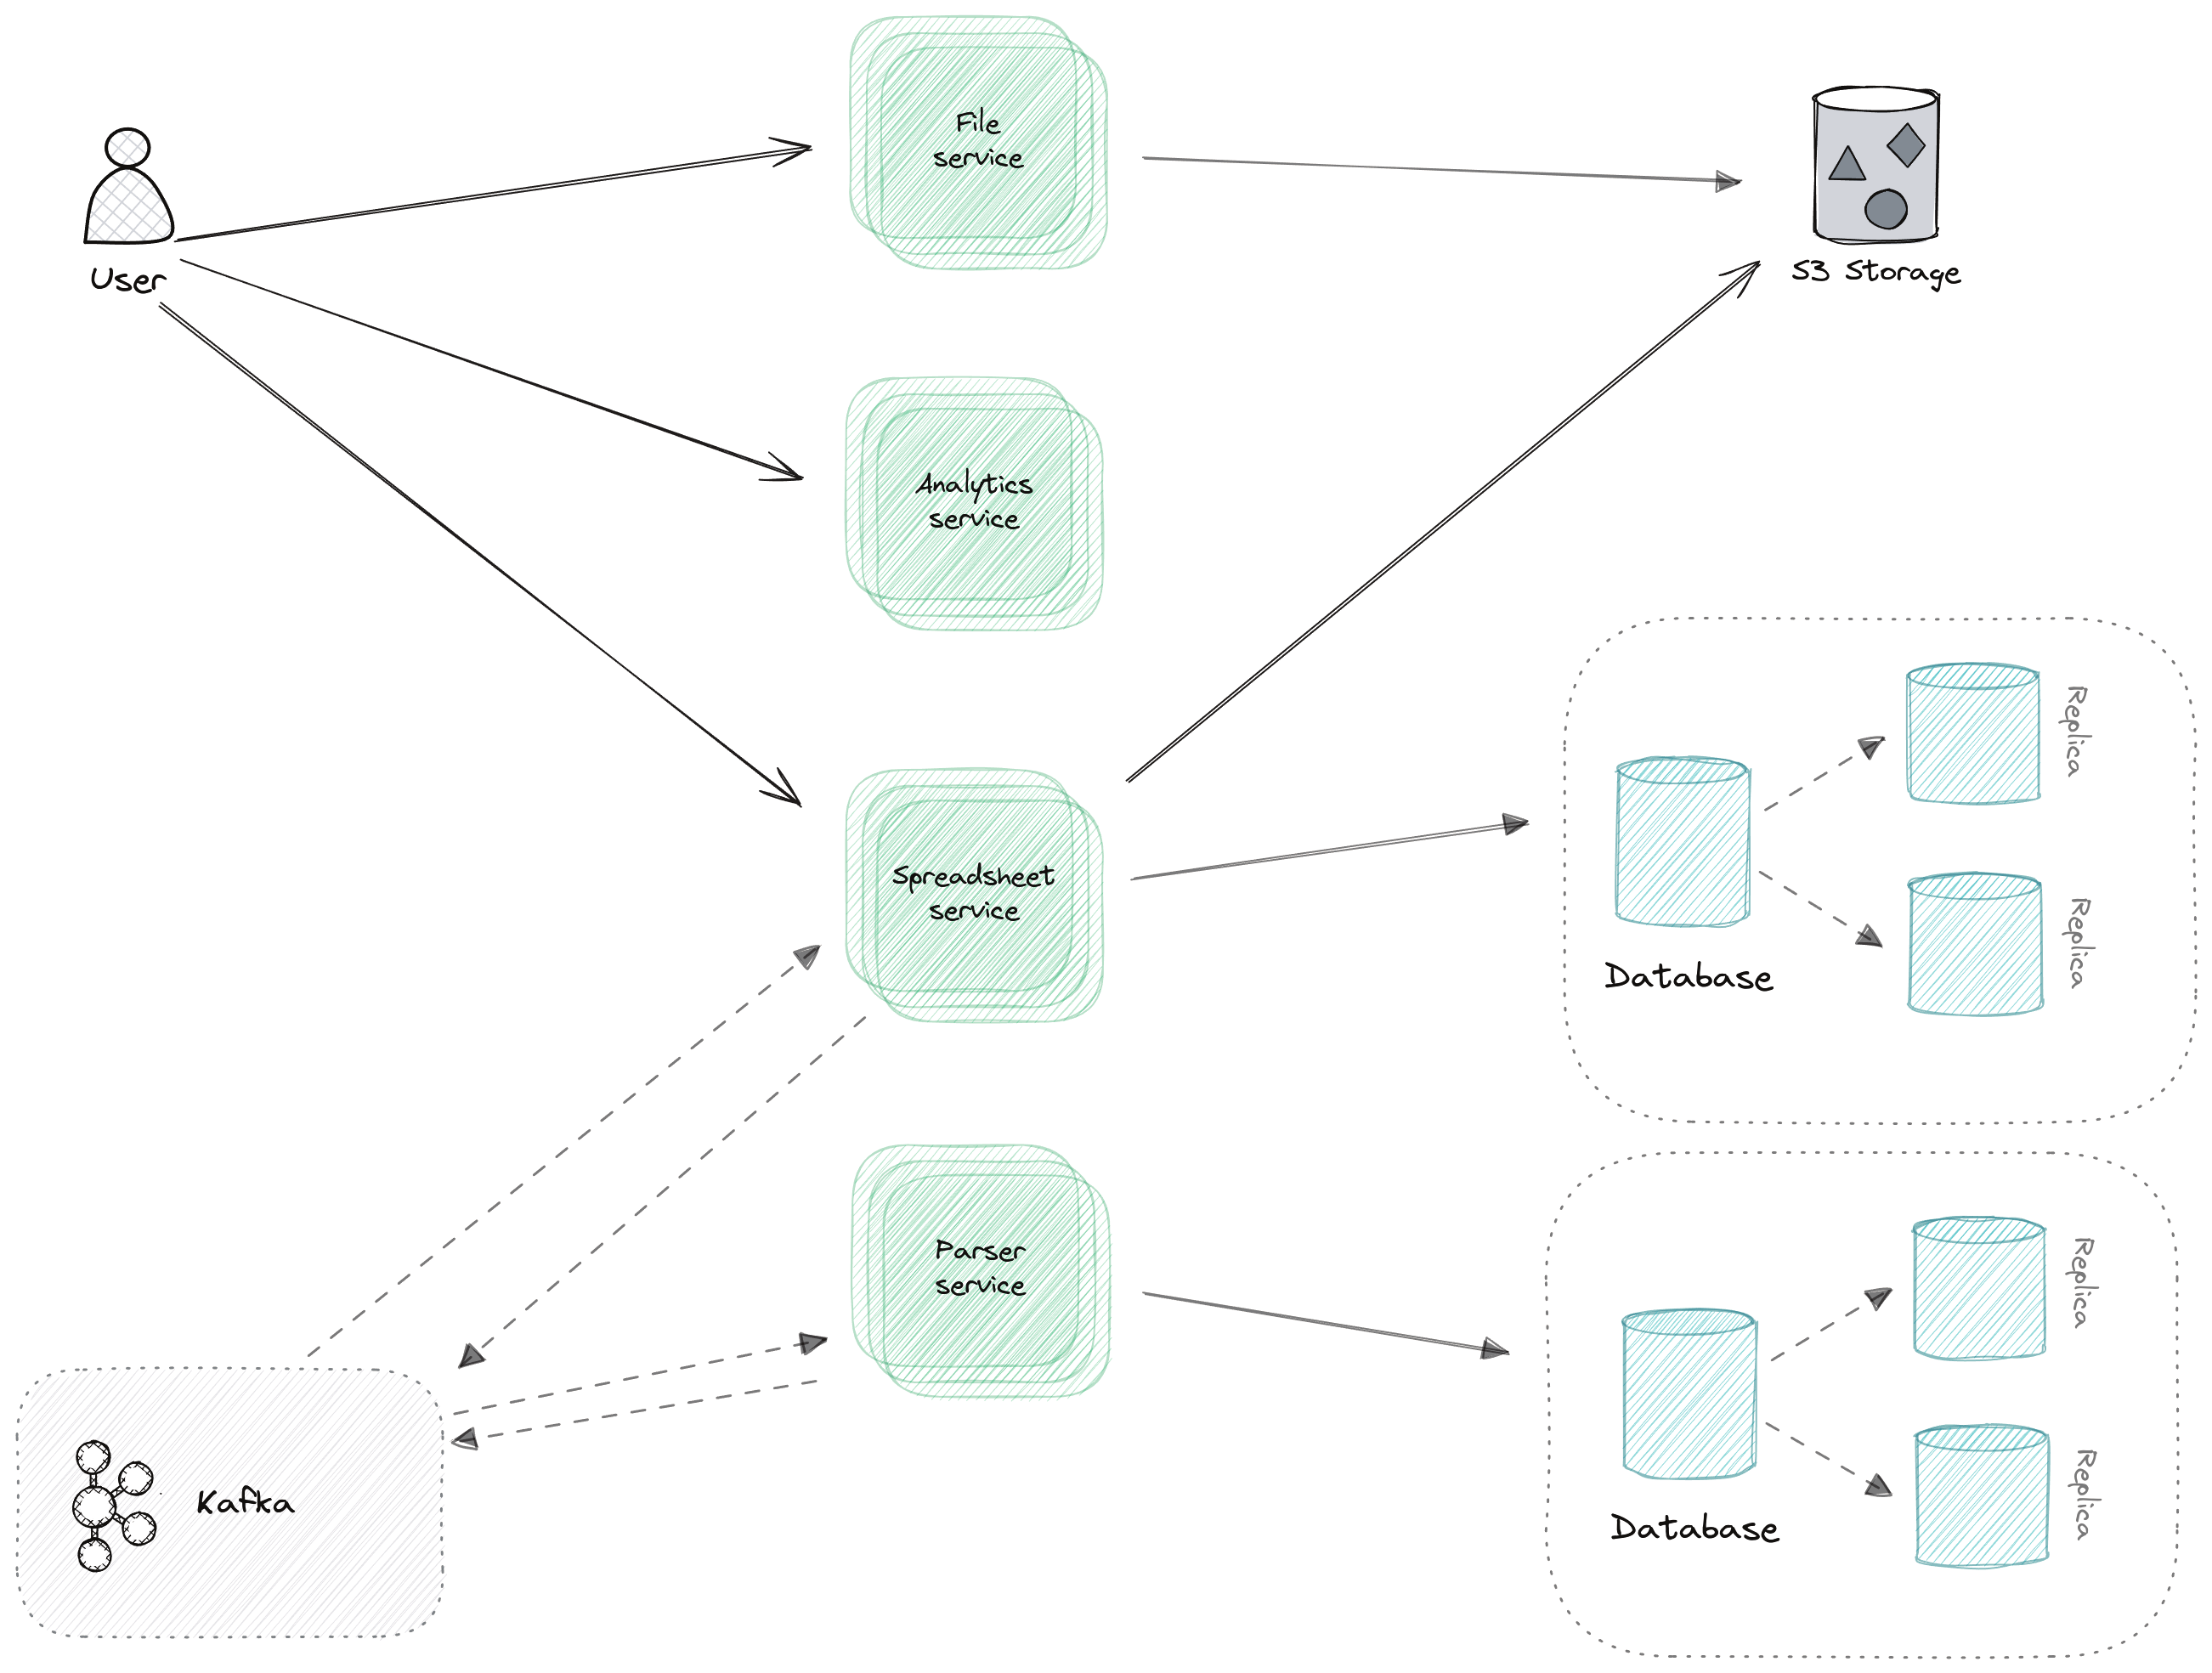 File
service
User
S3 Storage
Analytics
service
Replica
Spreadsheet
service
Replica
Database
Parser
service
Replica
Kafka
Replica
Database